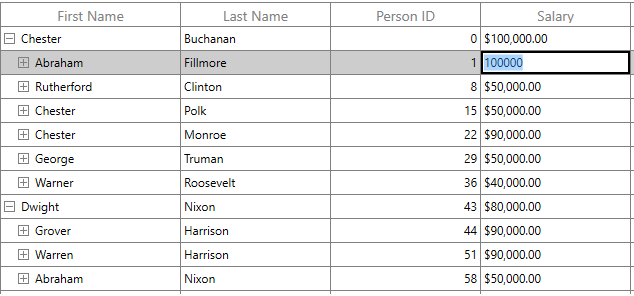 First Name Last Name Person ID Salary
Chester Buchanan 0 $100,000.00
Abraham Fillmore 1 100000
Rutherford Clinton 8 $50,000.00
Chester Polk 15 $50,000.00
Chester Monroe 22 $90,000.00
George Truman 29 $50,000.00
Warner Roosevelt 36 $40,000.00
Dwight Nixon 43 $80,000.00
Grover Harrison 44 $90,000.00
Warren Harrison 51 $90,000.00
Abraham Nixon 58 $50,000.00